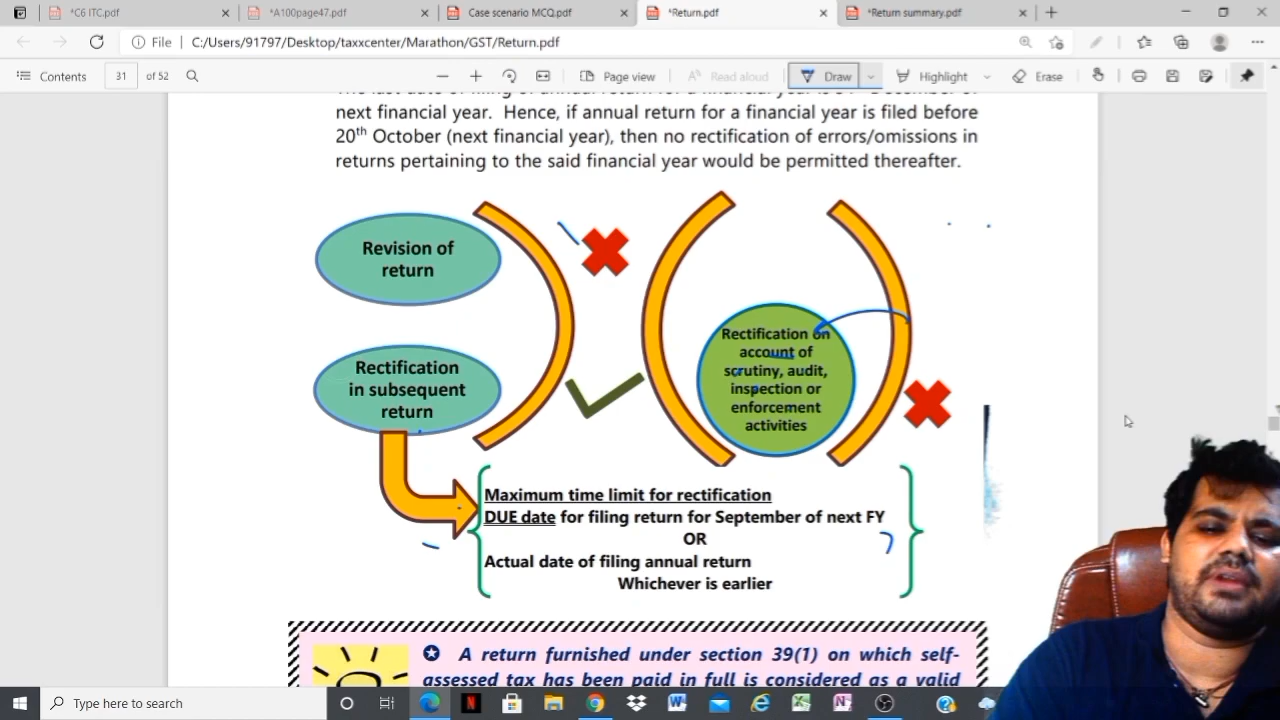 *C6 ITC.pdf
*A100page47.pdf
Case scenario MCQ.pdf
*Return.pdf
*Return summary.pdf
File
C:/Users/91797/Desktop/taxxcenter/Marathon/GST/Return.pdf
Contents
31
of 52
Page view
Read aloud
Draw
Highlight
Erase
next financial year. Hence, if annual return for a financial year is filed before
20th October (next financial year), then no rectification of errors/omissions in
returns pertaining to the said financial year would be permitted thereafter.
Revision of
return
Rectification
in subsequent
return
Rectification on
account of
scrutiny, audit,
inspection or
enforcement
activities
Maximum time limit for rectification
DUE date for filing return for September of next FY
OR
Actual date of filing annual return
Whichever is earlier
A return furnished under section 39(1) on which self-
assessed tax has been paid in full is considered as a valid
Type here to search